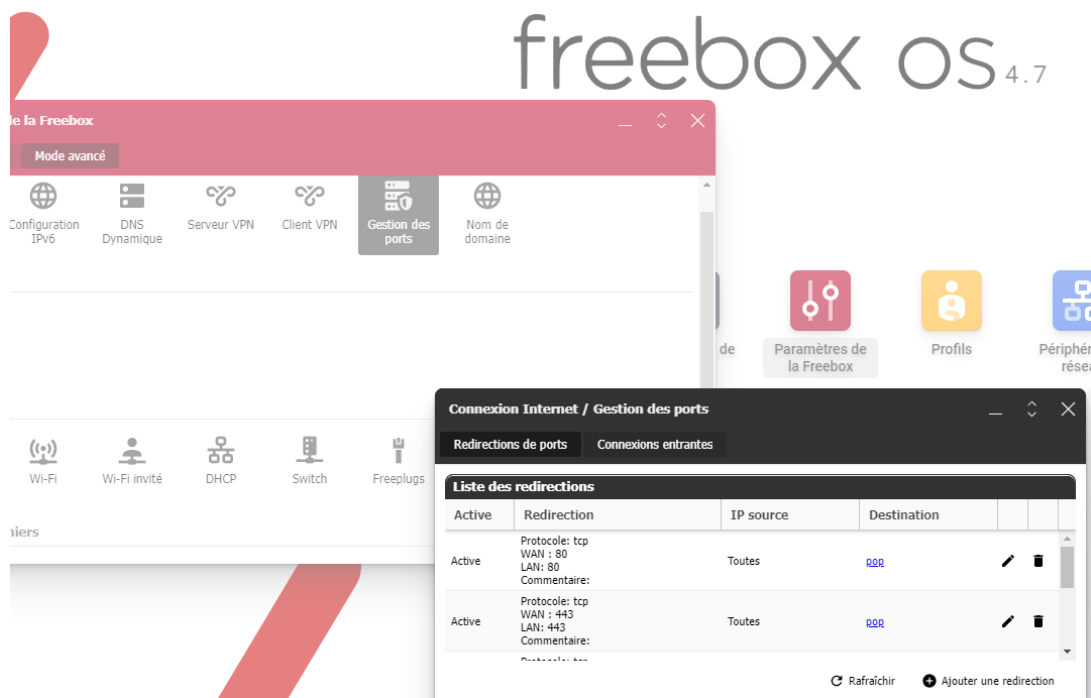 freebox os 4.7
de la Freebox
Mode avancé
Configuration
IPv6
DNS
Dynamique
Serveur VPN
Client VPN
Gestion des
ports
Nom de
domaine
de
Paramètres de
la Freebox
Profils
Périphér
résea
Wi-Fi
Wi-Fi invité
DHCP
Switch
Freeplugs
hiers
Connexion Internet / Gestion des ports
Redirections de ports
Connexions entrantes
Liste des redirections
Active Redirection IP source Destination
Protocole: tcp
WAN : 80
Active Toutes pop
LAN: 80
Commentaire:
Protocole: tcp
WAN : 443
Active Toutes pop
LAN: 443
Commentaire:
Protocole: tcp
Rafraîchir
Ajouter une redirection